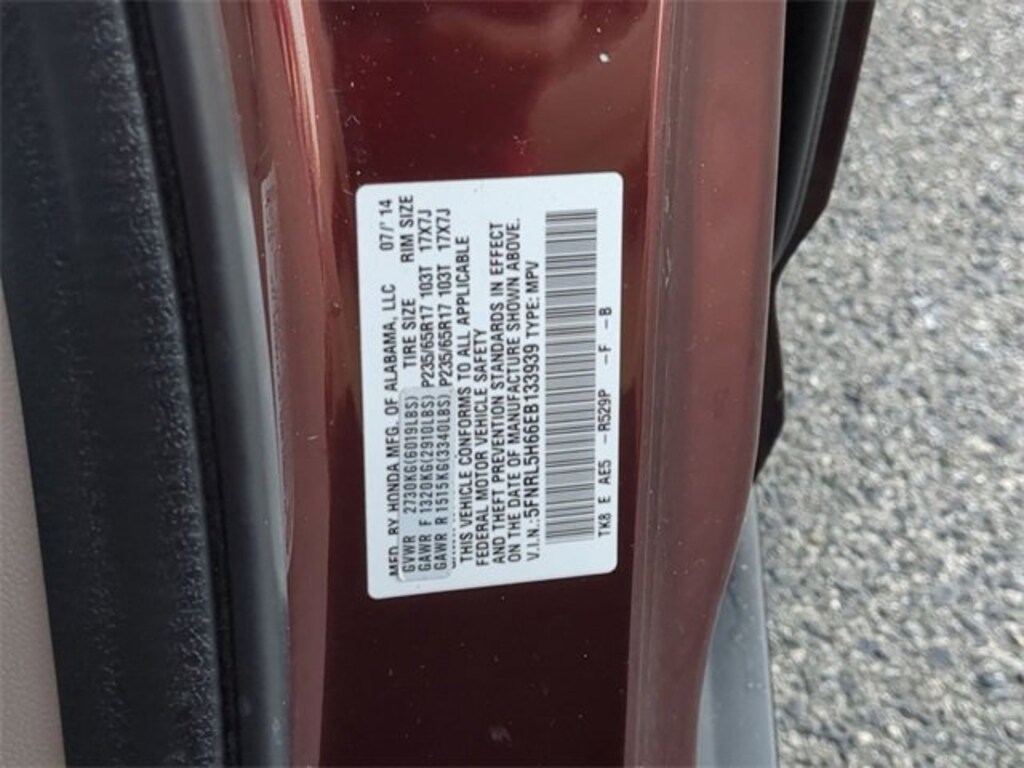 MFD. BY HONDA MFG. OF ALABAMA, LLC 07/'14
GVWR 2730KG(6019LBS) TIRE SIZE RIM SIZE
GAWR F 1320KG(2910LBS) P235/65R17 103T 17X7J
GAWR R 1515KG(3340LBS) P235/65R17 103T 17X7J
THIS VEHICLE CONFORMS TO ALL APPLICABLE
FEDERAL MOTOR VEHICLE SAFETY
AND THEFT PREVENTION STANDARDS IN EFFECT
ON THE DATE OF MANUFACTURE SHOWN ABOVE.
V.I.N.:5FNRL5H66EB133939 TYPE: MPV
TK8 E AE5 -R529P -F -B